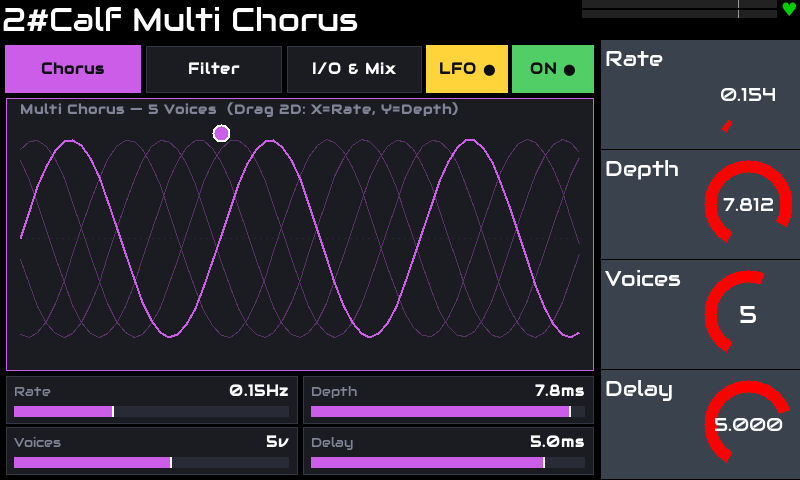 2#Calf Multi Chorus
Chorus
Filter
I/O & Mix
LFO ●
ON ●
Multi Chorus — 5 Voices (Drag 2D: X=Rate, Y=Depth)
Rate 0.15Hz
Depth 7.8ms
Voices 5v
Delay 5.0ms
Rate
0.154
Depth
7.812
Voices
5
Delay
5.000